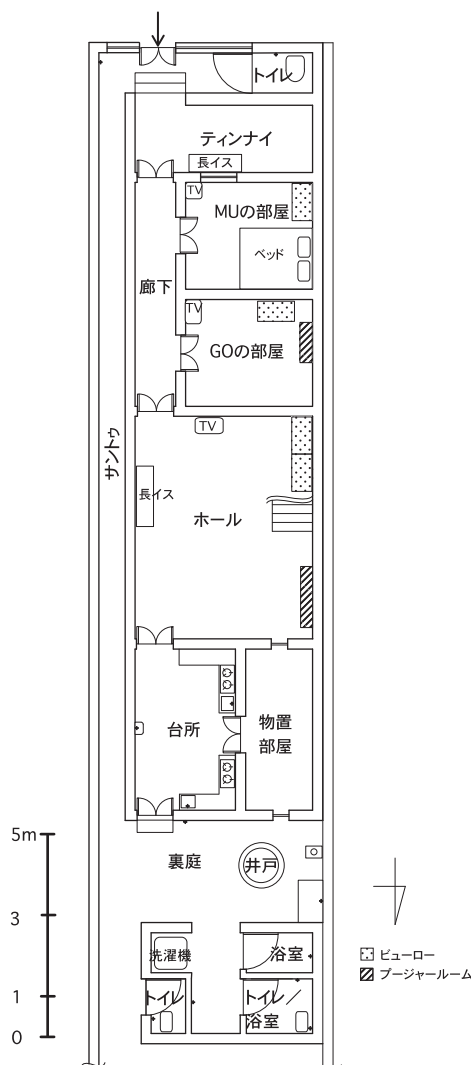 トイレ
ティンナイ
長イス
TV
MUの部屋
ベッド
廊下
TV
GOの部屋
サントゥ
TV
長イス
ホール
台所
物置
部屋
5m
3
1
0
裏庭
井戸
洗濯機
浴室
トイレ
トイレ／
浴室
ビューロー
プージャールーム